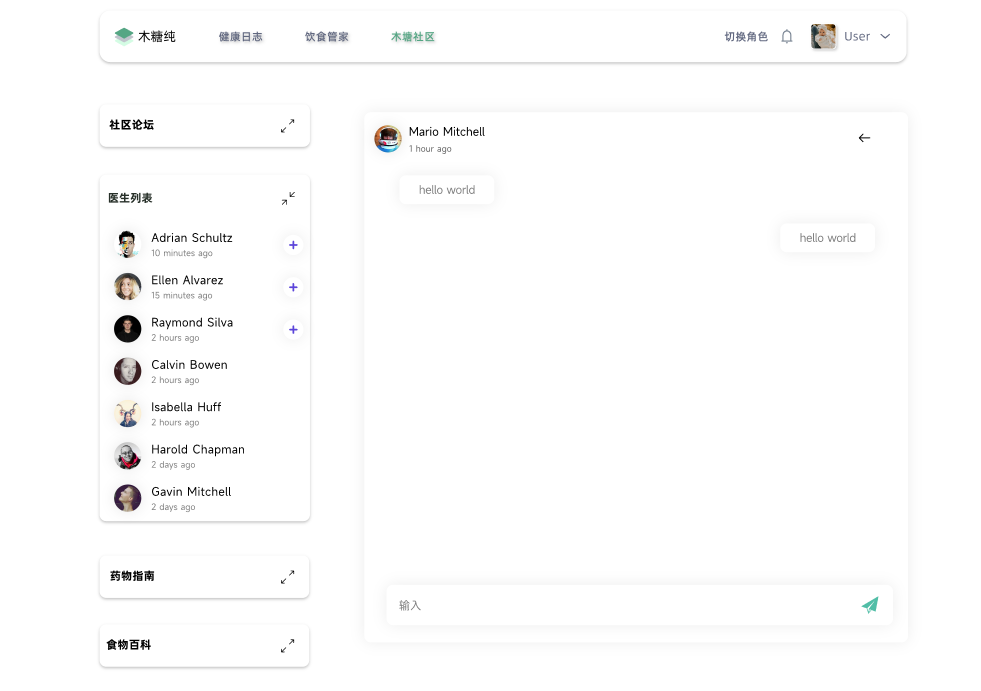 木糖纯
健康日志
饮食管家
木塘社区
切换角色
User
社区论坛
医生列表
Adrian Schultz
10 minutes ago
Ellen Alvarez
15 minutes ago
Raymond Silva
2 hours ago
Calvin Bowen
2 hours ago
Isabella Huff
2 hours ago
Harold Chapman
2 days ago
Gavin Mitchell
2 days ago
药物指南
食物百科
Mario Mitchell
1 hour ago
hello world
hello world
输入